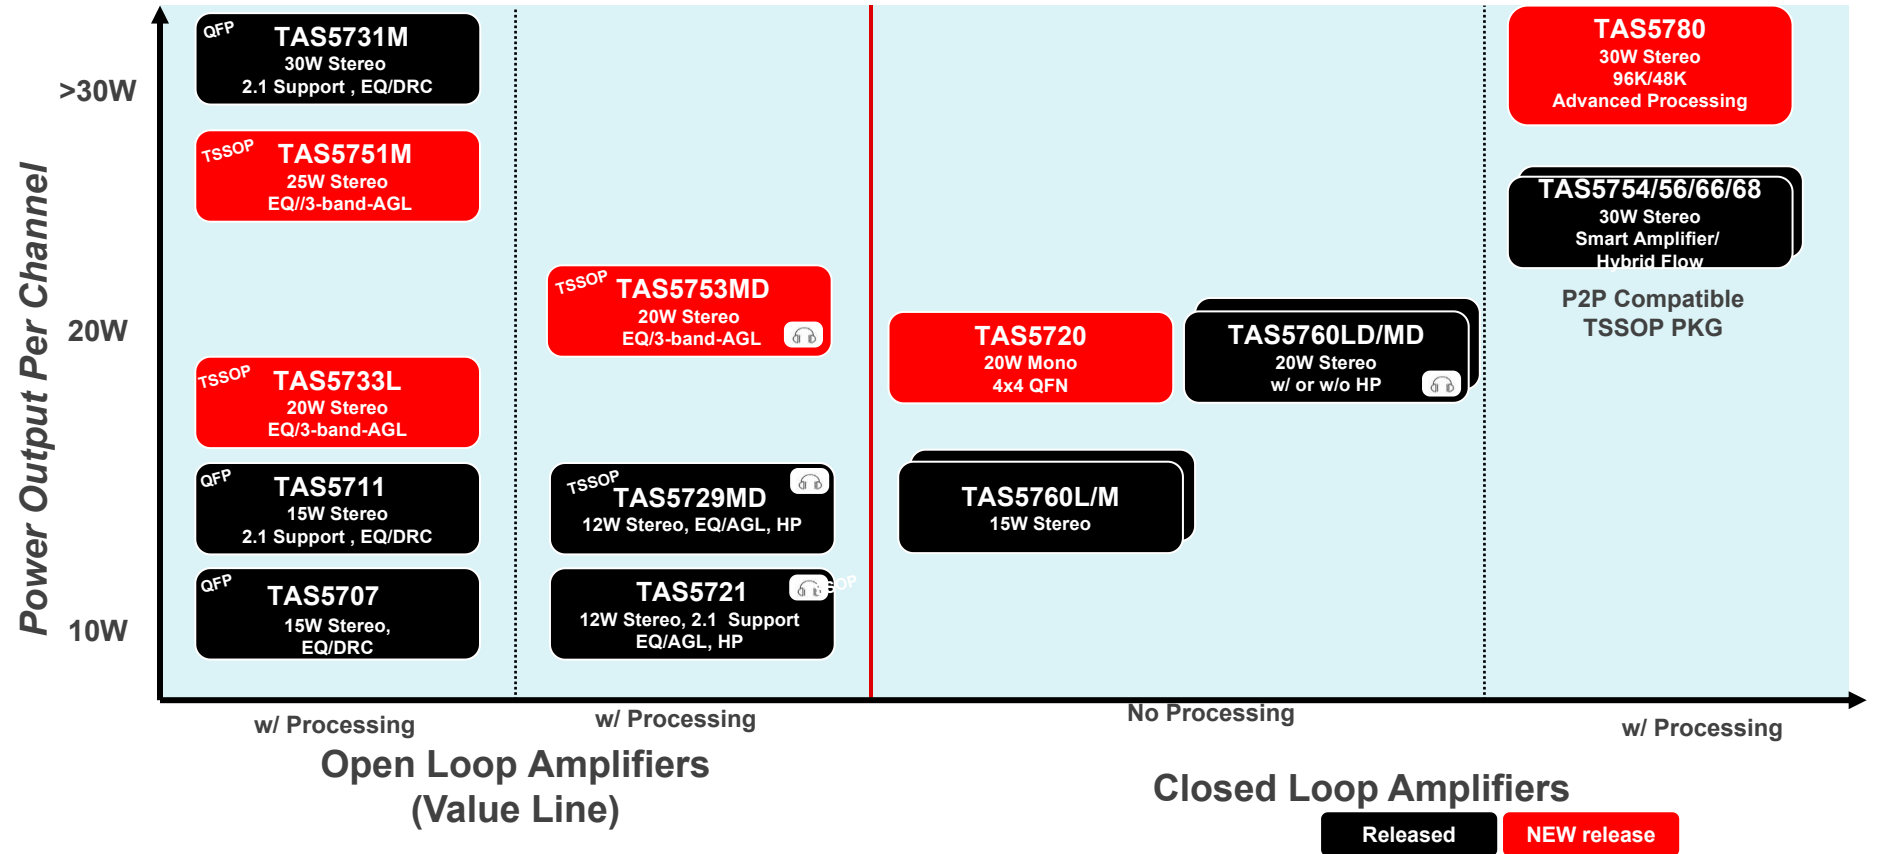 Power Output Per Channel
>30W
20W
10W
QFP
TAS5731M
30W Stereo
2.1 Support , EQ/DRC
TSSOP
TAS5751M
25W Stereo
EQ//3-band-AGL
TSSOP
TAS5733L
20W Stereo
EQ/3-band-AGL
QFP
TAS5711
15W Stereo
2.1 Support , EQ/DRC
QFP
TAS5707
15W Stereo,
EQ/DRC
TSSOP
TAS5753MD
20W Stereo
EQ/3-band-AGL
TSSOP
TAS5729MD
12W Stereo, EQ/AGL, HP
TAS5721
12W Stereo, 2.1 Support
EQ/AGL, HP
TAS5720
20W Mono
4x4 QFN
TAS5760LD/MD
20W Stereo
w/ or w/o HP
TAS5760L/M
15W Stereo
TAS5780
30W Stereo
96K/48K
Advanced Processing
TAS5754/56/66/68
30W Stereo
Smart Amplifier/
Hybrid Flow
P2P Compatible
TSSOP PKG
w/ Processing
w/ Processing
No Processing
w/ Processing
Open Loop Amplifiers
(Value Line)
Closed Loop Amplifiers
Released
NEW release